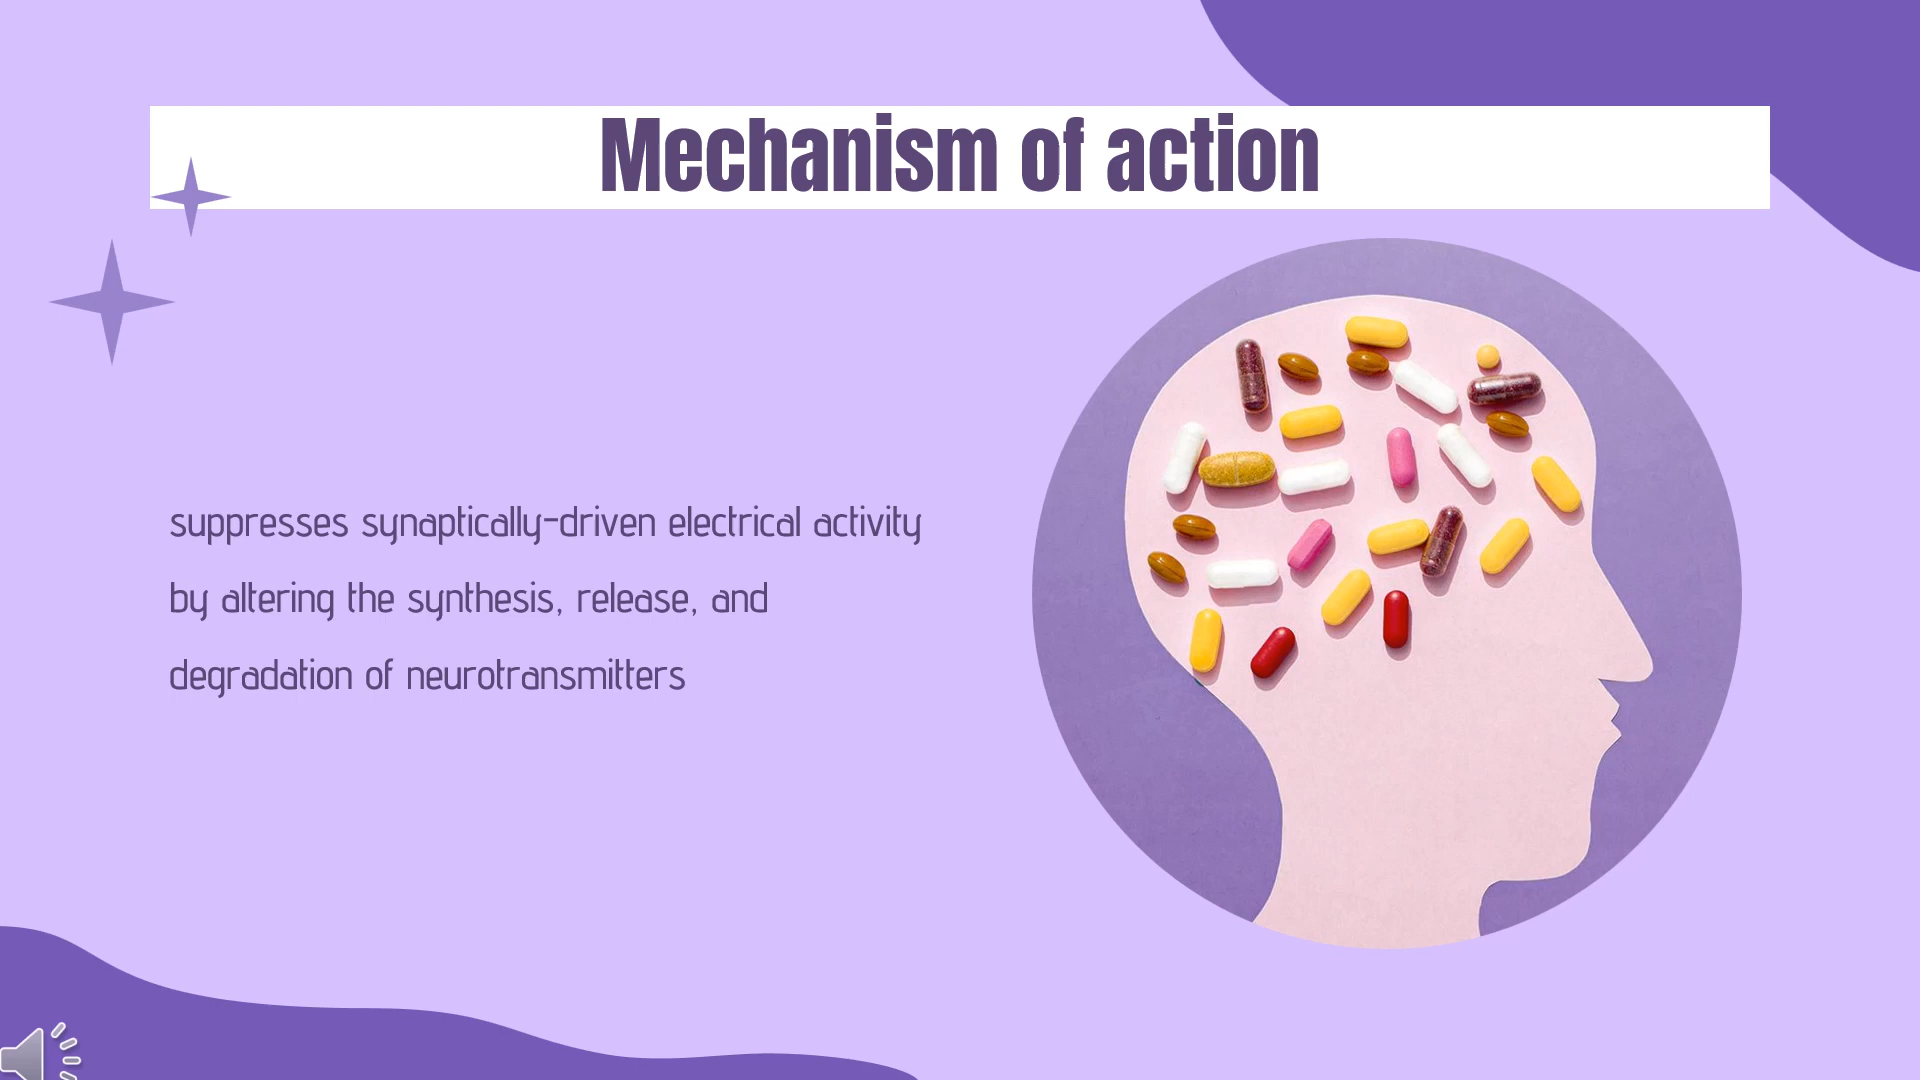 Mechanism of action
suppresses synaptically-driven electrical activity
by altering the synthesis, release, and
degradation of neurotransmitters